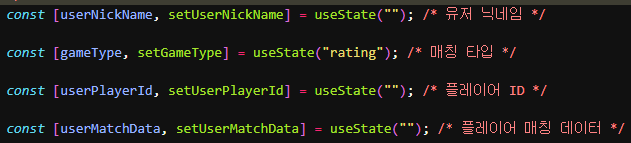 const [userNickName, setUserNickName] = useState(""); /* 유저 닉네임 */
const [gameType, setGameType] = useState("rating"); /* 매칭 타입 */
const [userPlayerId, setUserPlayerId] = useState(""); /* 플레이어 ID */
const [userMatchData, setUserMatchData] = useState(""); /* 플레이어 매칭 데이터 */